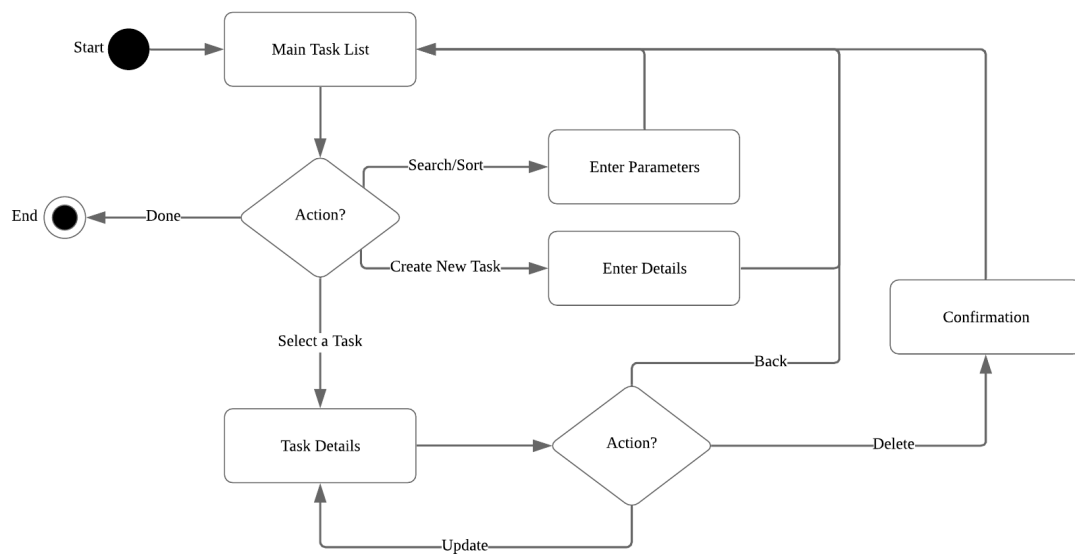 Start
Main Task List
Search/Sort
Enter Parameters
End
Done
Action?
Create New Task
Enter Details
Confirmation
Select a Task
Back
Task Details
Action?
Delete
Update